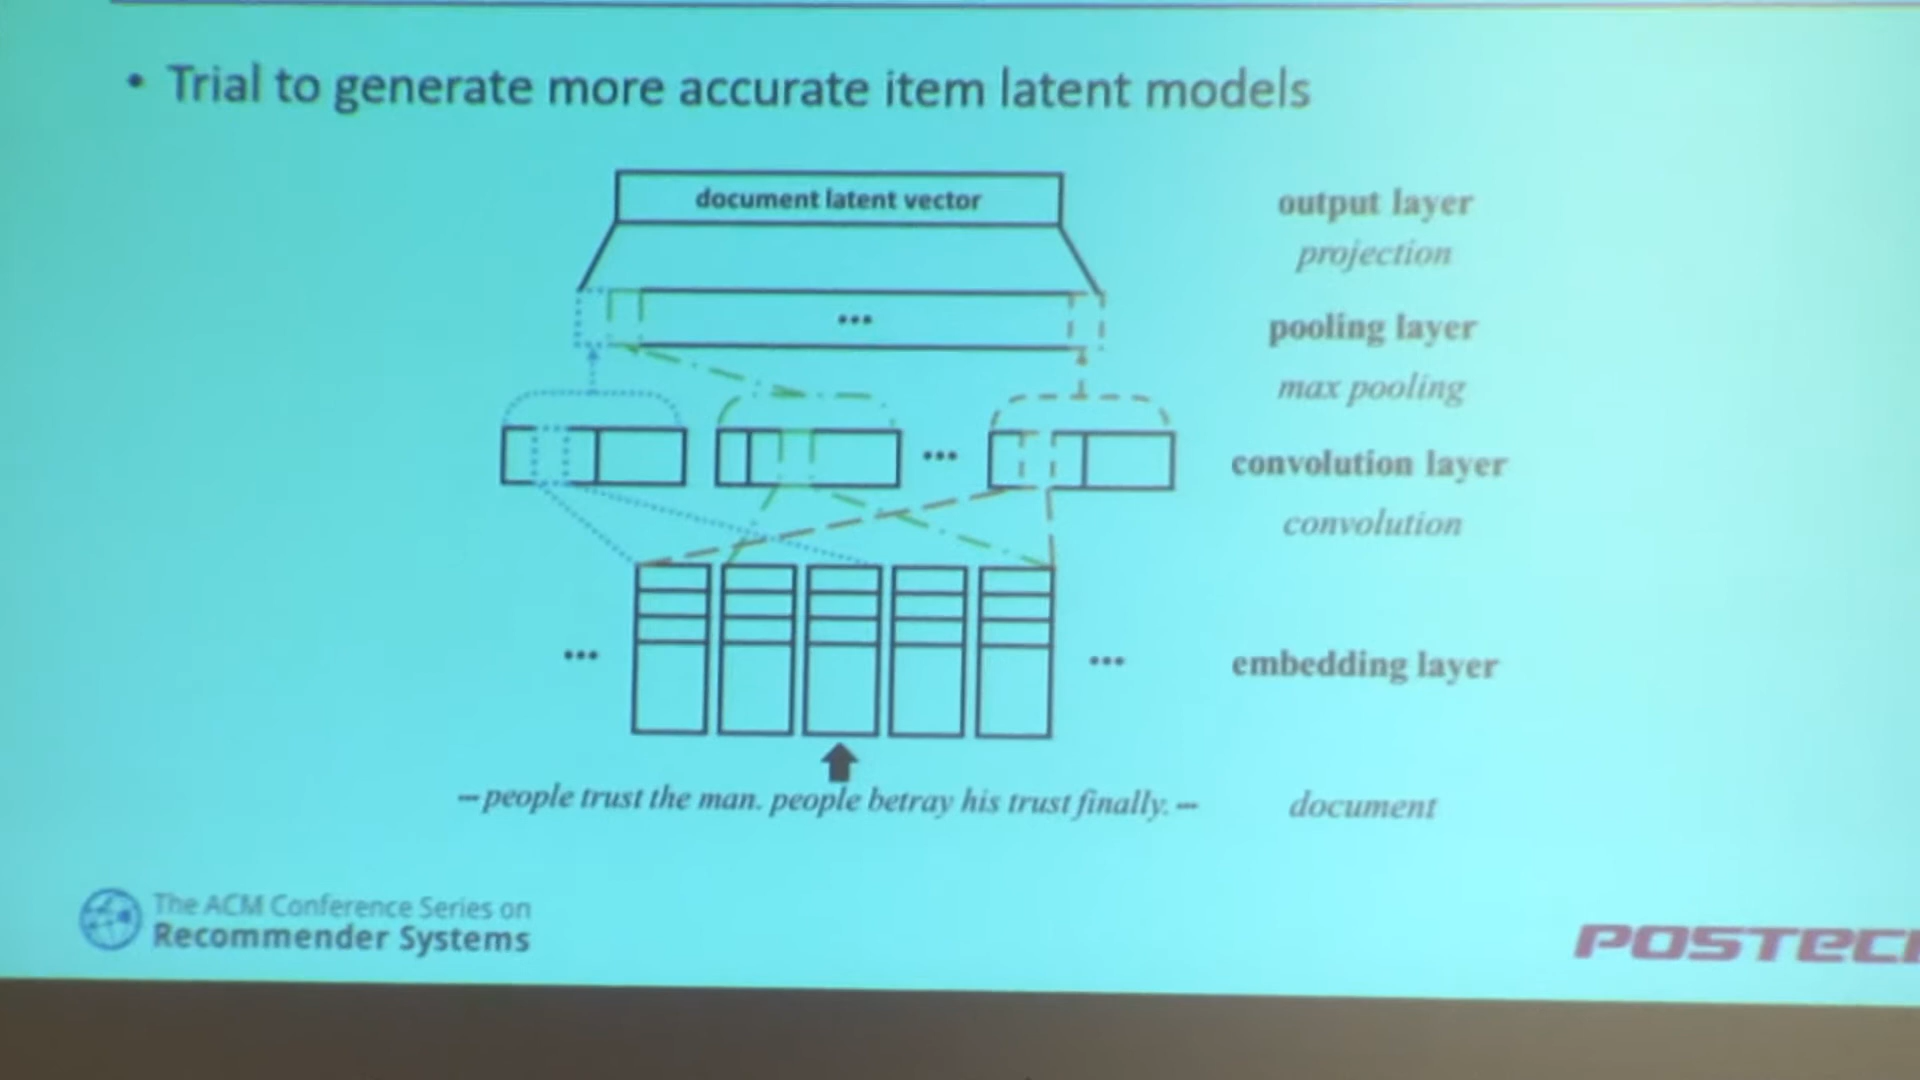 • Trial to generate more accurate item latent models
document latent vector
output layer
projection
...
pooling layer
max pooling
...
convolution layer
convolution
...
...
embedding layer
– people trust the man. people betray his trust finally. –
document
The ACM Conference Series on
Recommender Systems
POSTECH